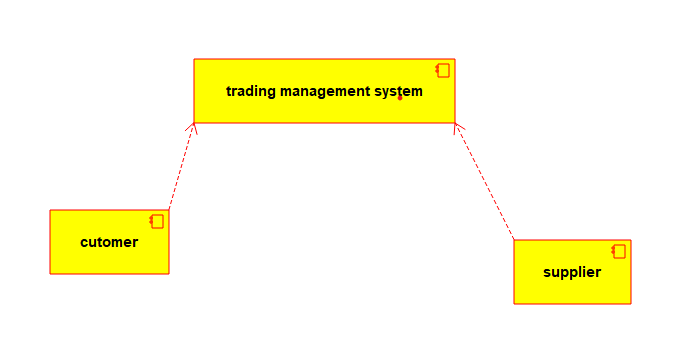 trading management system
cutomer
supplier